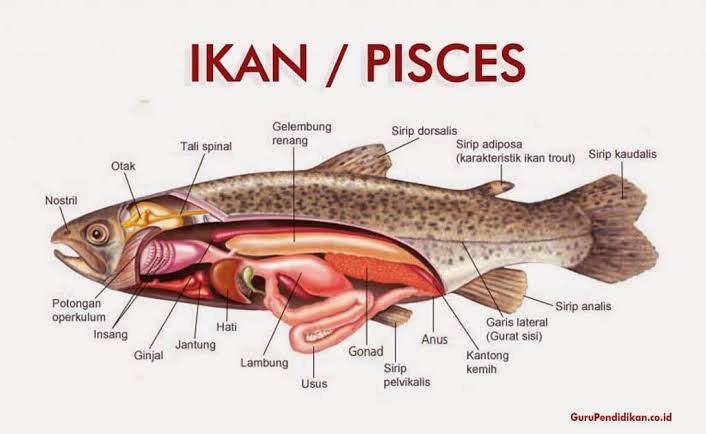 IKAN / PISCES
Gelembung
renang
Sirip dorsalis
Tali spinal
Sirip adiposa
(karakteristik ikan trout)
Sirip kaudalis
Otak
Nostril
Potongan
operkulum
Insang
Ginjal
Jantung
Hati
Lambung
Usus
Gonad
Sirip
pelvikalis
Anus
Kantong
kemih
Garis lateral
(Gurat sisi)
Sirip analis
GuruPendidikan.co.id